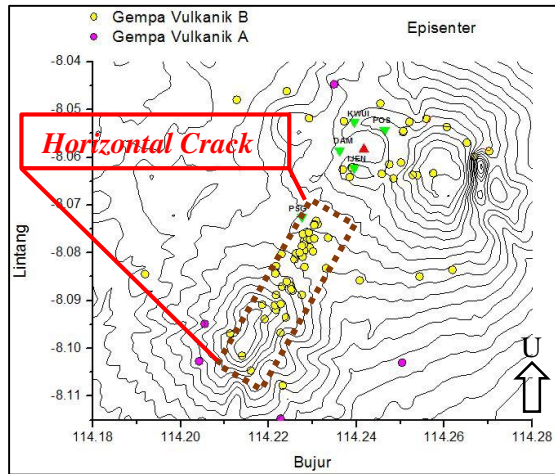 Gempa Vulkanik B Episenter
Gempa Vulkanik A
-8.04
-8.05
-8.06
-8.07
-8.08
-8.09
-8.10
-8.11
Lintang
Horizontal Crack
KWUI
POS
DAM
IJEN
PSG
U
114.18 114.20 114.22 114.24 114.26 114.28
Bujur